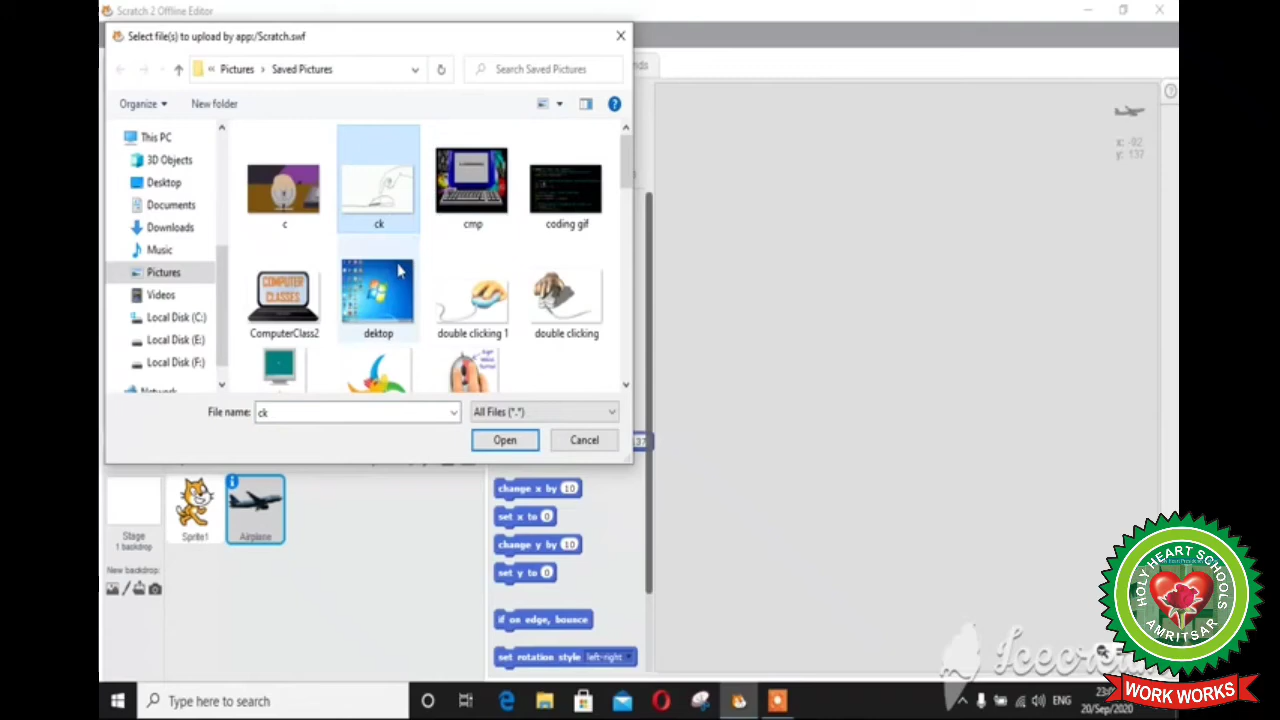 Scratch 2 Offline Editor
Select file(s) to upload by app:/Scratch.swf
Pictures
Saved Pictures
Search Saved Pictures
Organize
New folder
This PC
3D Objects
Desktop
Documents
Downloads
Music
Pictures
Videos
Local Disk (C:)
Local Disk (E:)
Local Disk (F:)
c
ck
cmp
coding gif
COMPUTER CLASSES
ComputerClass2
dektop
double clicking 1
double clicking
File name:
ck
All Files (*.*)
Open
Cancel
x: -92
y: 137
Sprite1
Airplane
Stage
1 backdrop
New backdrop:
change x by 10
set x to 0
change y by 10
set y to 0
if on edge, bounce
set rotation style left-right
Type here to search
ENG
20/Sep/2020
HOLY HEART SCHOOLS
AMRITSAR
WORK WORKS